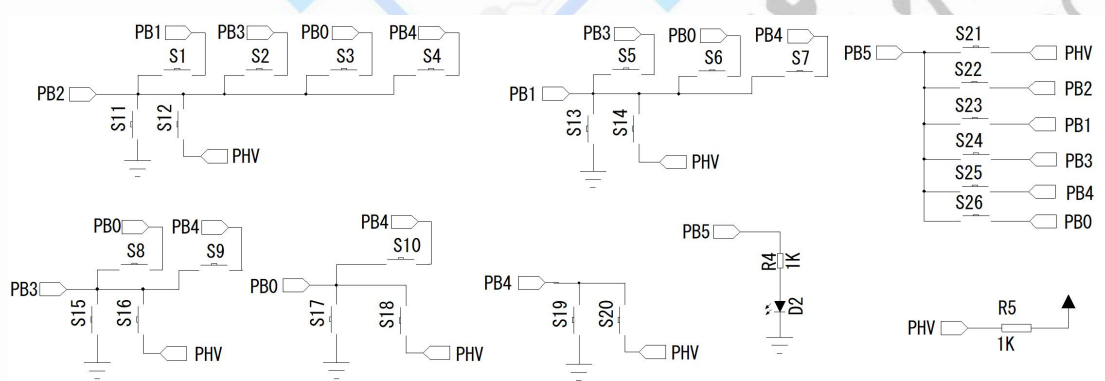 PB1 PB3 PB0 PB4
S1 S2 S3 S4
PB2
S11 S12
PHV
PB3 PB0 PB4
S5 S6 S7
PB1
S13 S14
PHV
PB5
S21 PHV
S22 PB2
S23 PB1
S24 PB3
S25 PB4
S26 PB0
PB0 PB4
S8 S9
PB3
S15 S16
PHV
PB4
S10
PB0
S17 S18
PHV
PB4
S19 S20
PHV
PB5
R4 1K
D2
R5
PHV
1K